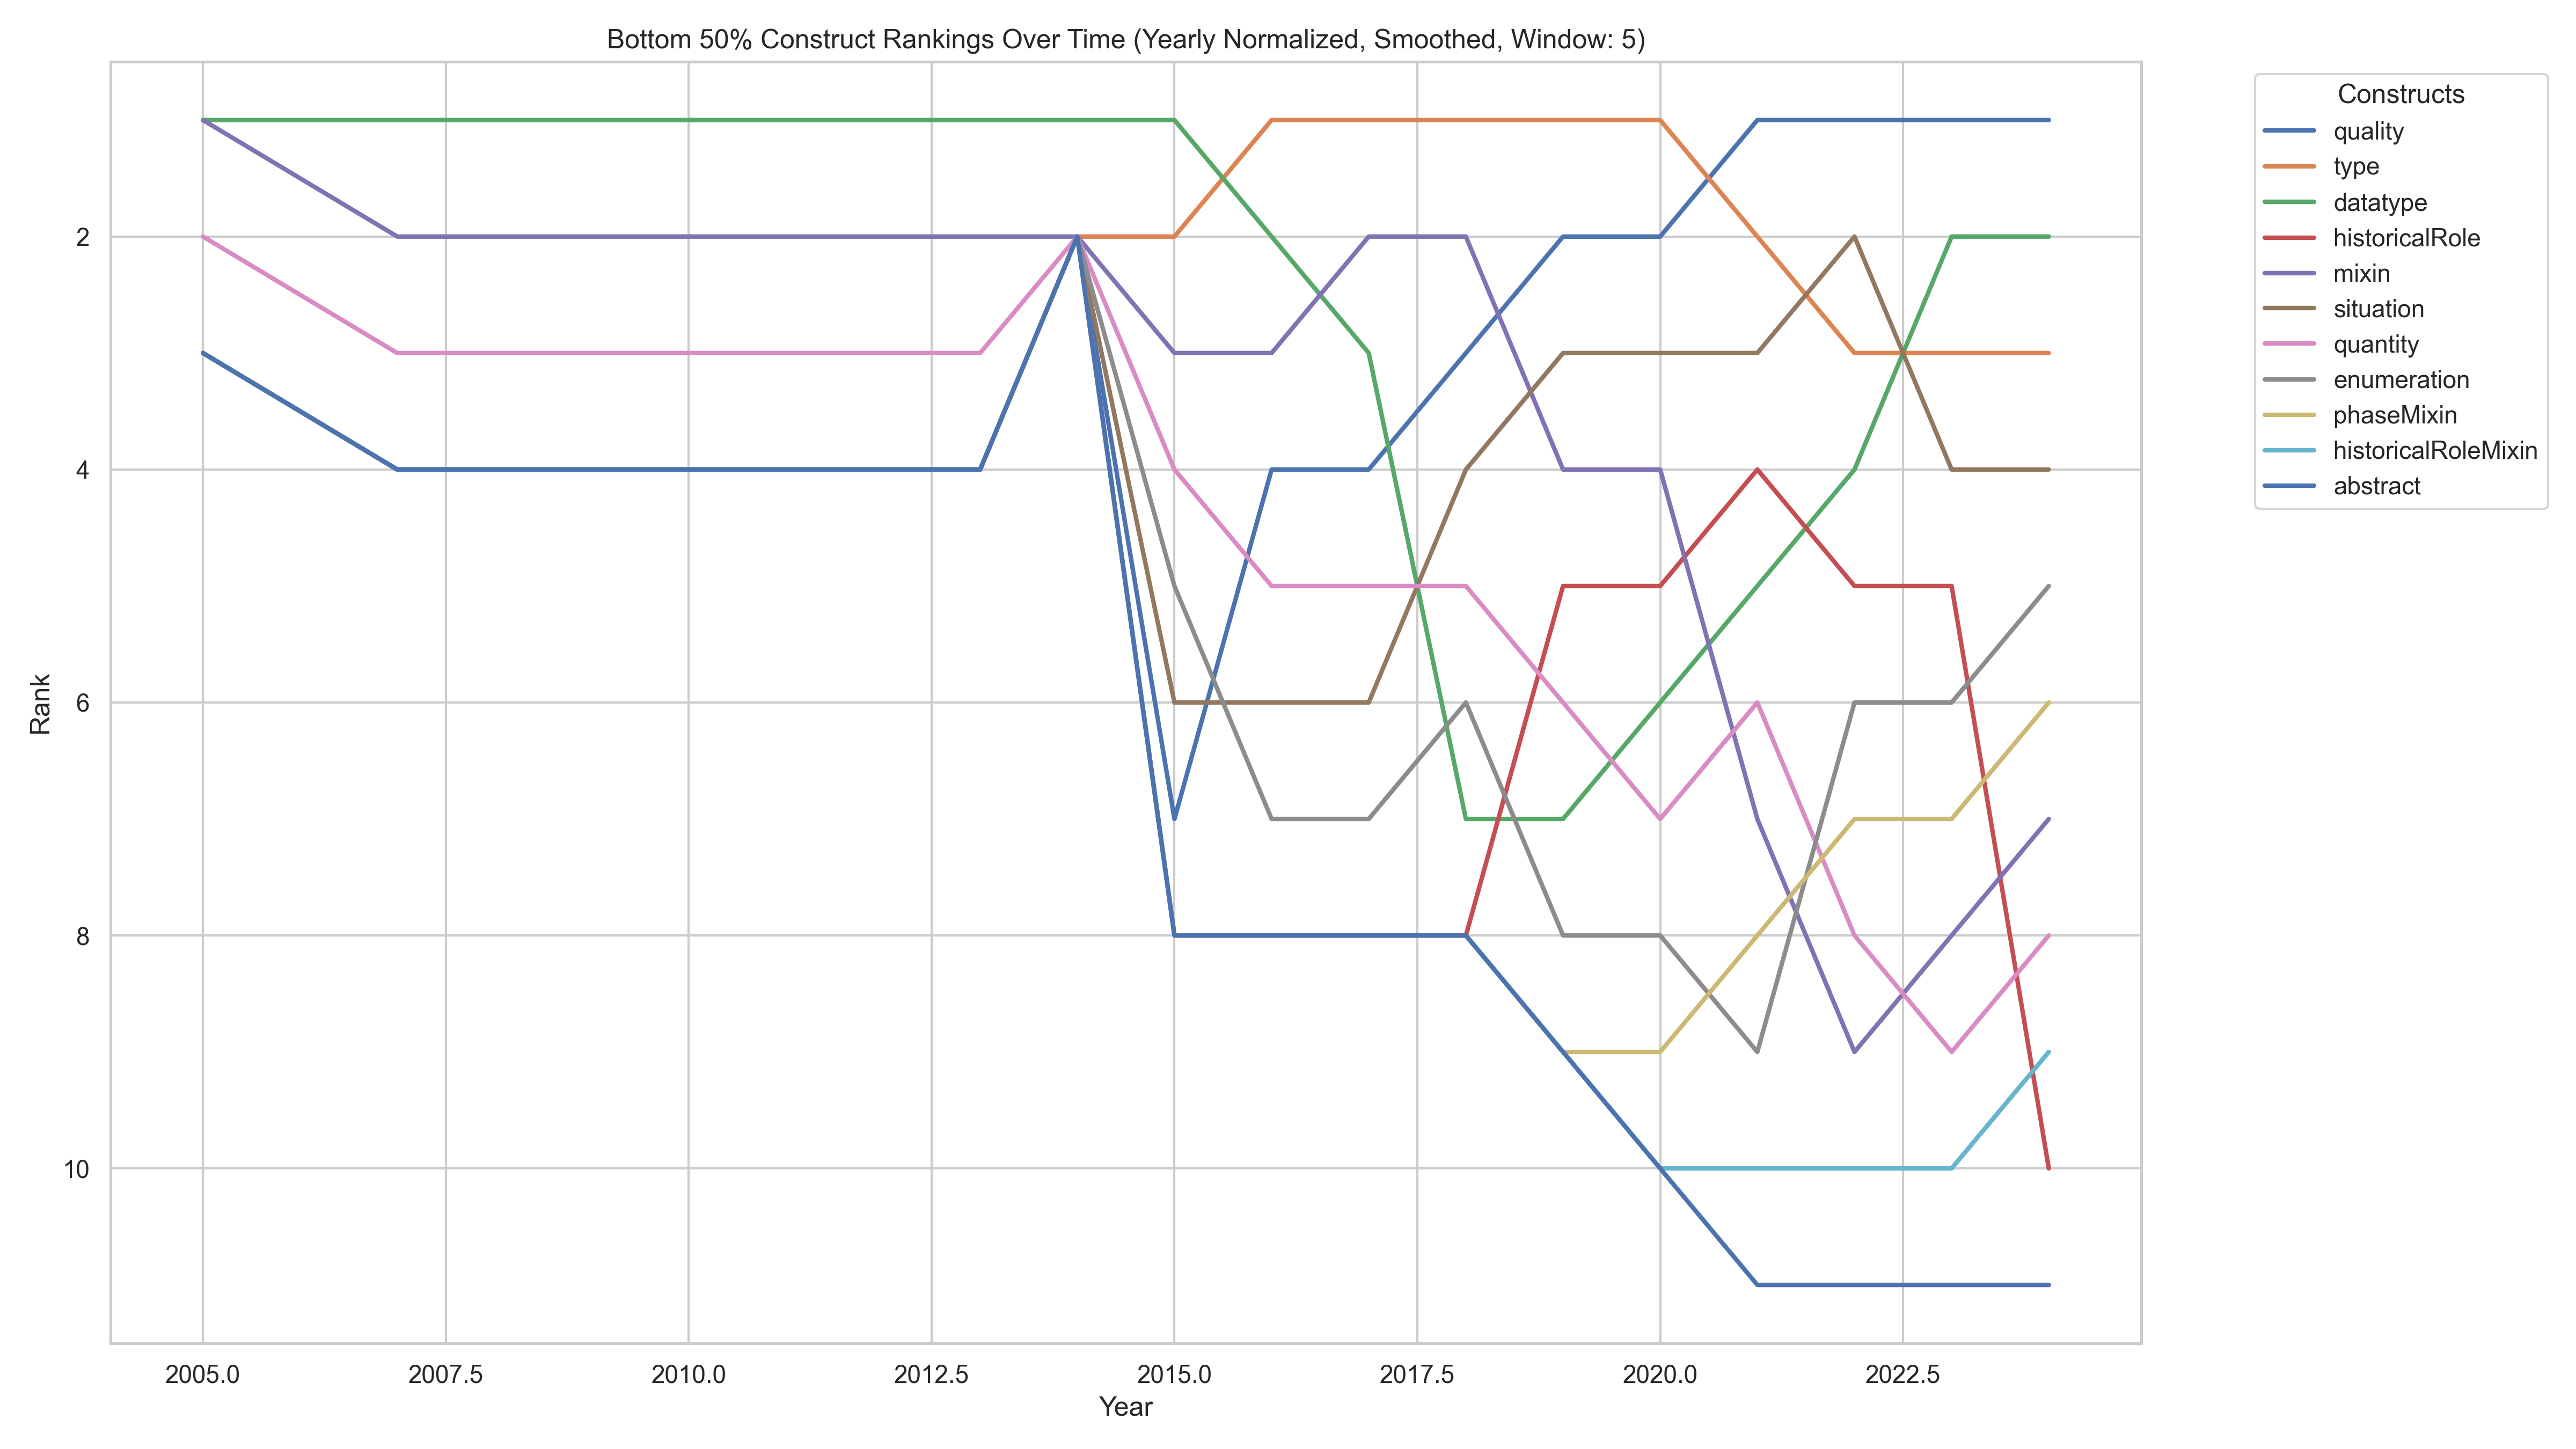 Bottom 50% Construct Rankings Over Time (Yearly Normalized, Smoothed, Window: 5)
Constructs
quality
type
datatype
historicalRole
mixin
situation
quantity
enumeration
phaseMixin
historicalRoleMixin
abstract
Rank
2
4
6
8
10
2005.0
2007.5
2010.0
2012.5
2015.0
2017.5
2020.0
2022.5
Year